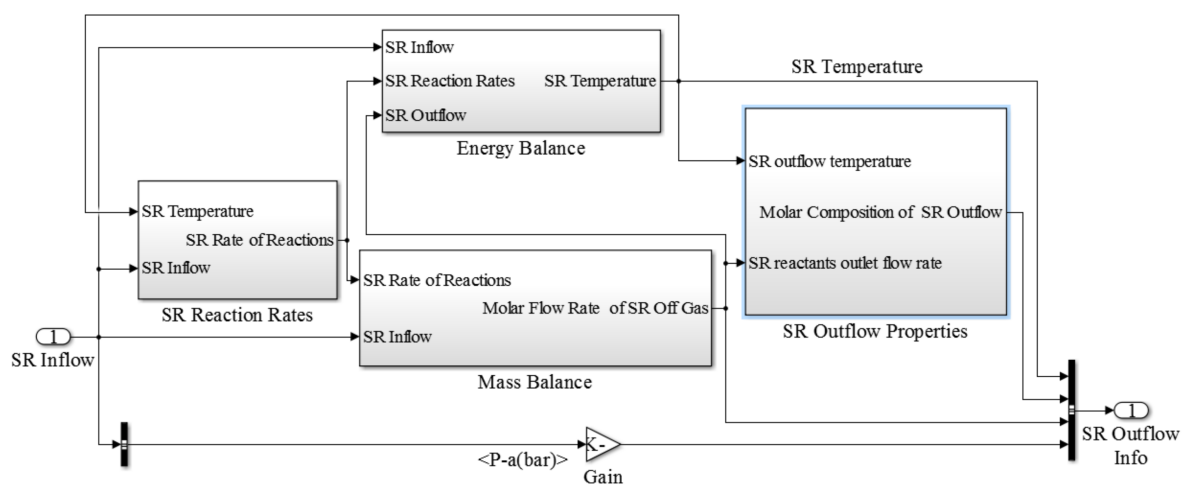 SR Inflow
SR Reaction Rates
SR Temperature
SR Outflow
Energy Balance
SR Temperature
SR outflow temperature
Molar Composition of SR Outflow
SR reactants outlet flow rate
SR Outflow Properties
SR Temperature
SR Rate of Reactions
SR Inflow
SR Reaction Rates
SR Rate of Reactions
Molar Flow Rate of SR Off Gas
SR Inflow
Mass Balance
1
SR Inflow
<P-a(bar)>
K-
Gain
1
SR Outflow
Info